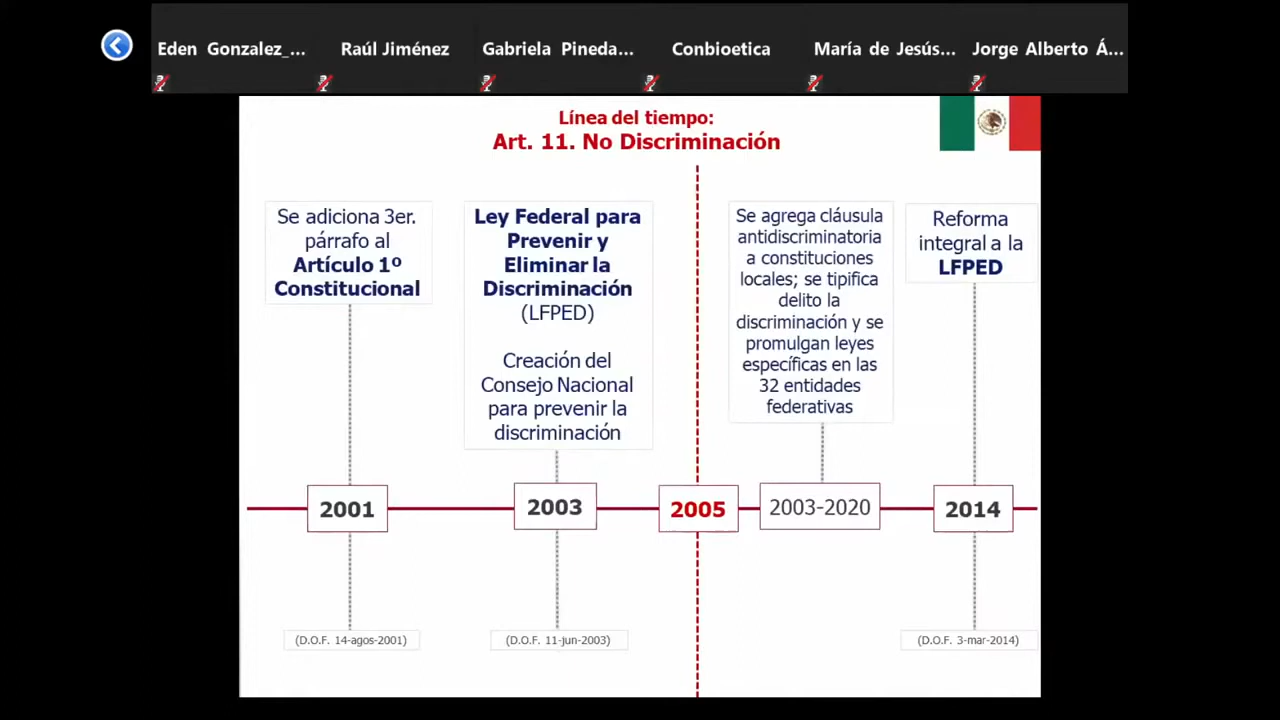 Eden Gonzalez_...
Raúl Jiménez
Gabriela Pineda...
Conbioetica
María de Jesús...
Jorge Alberto Á...
Línea del tiempo:
Art. 11. No Discriminación
Se adiciona 3er.
párrafo al
Artículo 1º
Constitucional
Ley Federal para
Prevenir y
Eliminar la
Discriminación
(LFPED)
Creación del
Consejo Nacional
para prevenir la
discriminación
Se agrega cláusula
antidiscriminatoria
a constituciones
locales; se tipifica
delito la
discriminación y se
promulgan leyes
específicas en las
32 entidades
federativas
Reforma
integral a la
LFPED
2001
2003
2005
2003-2020
2014
(D.O.F. 14-agos-2001)
(D.O.F. 11-jun-2003)
(D.O.F. 3-mar-2014)